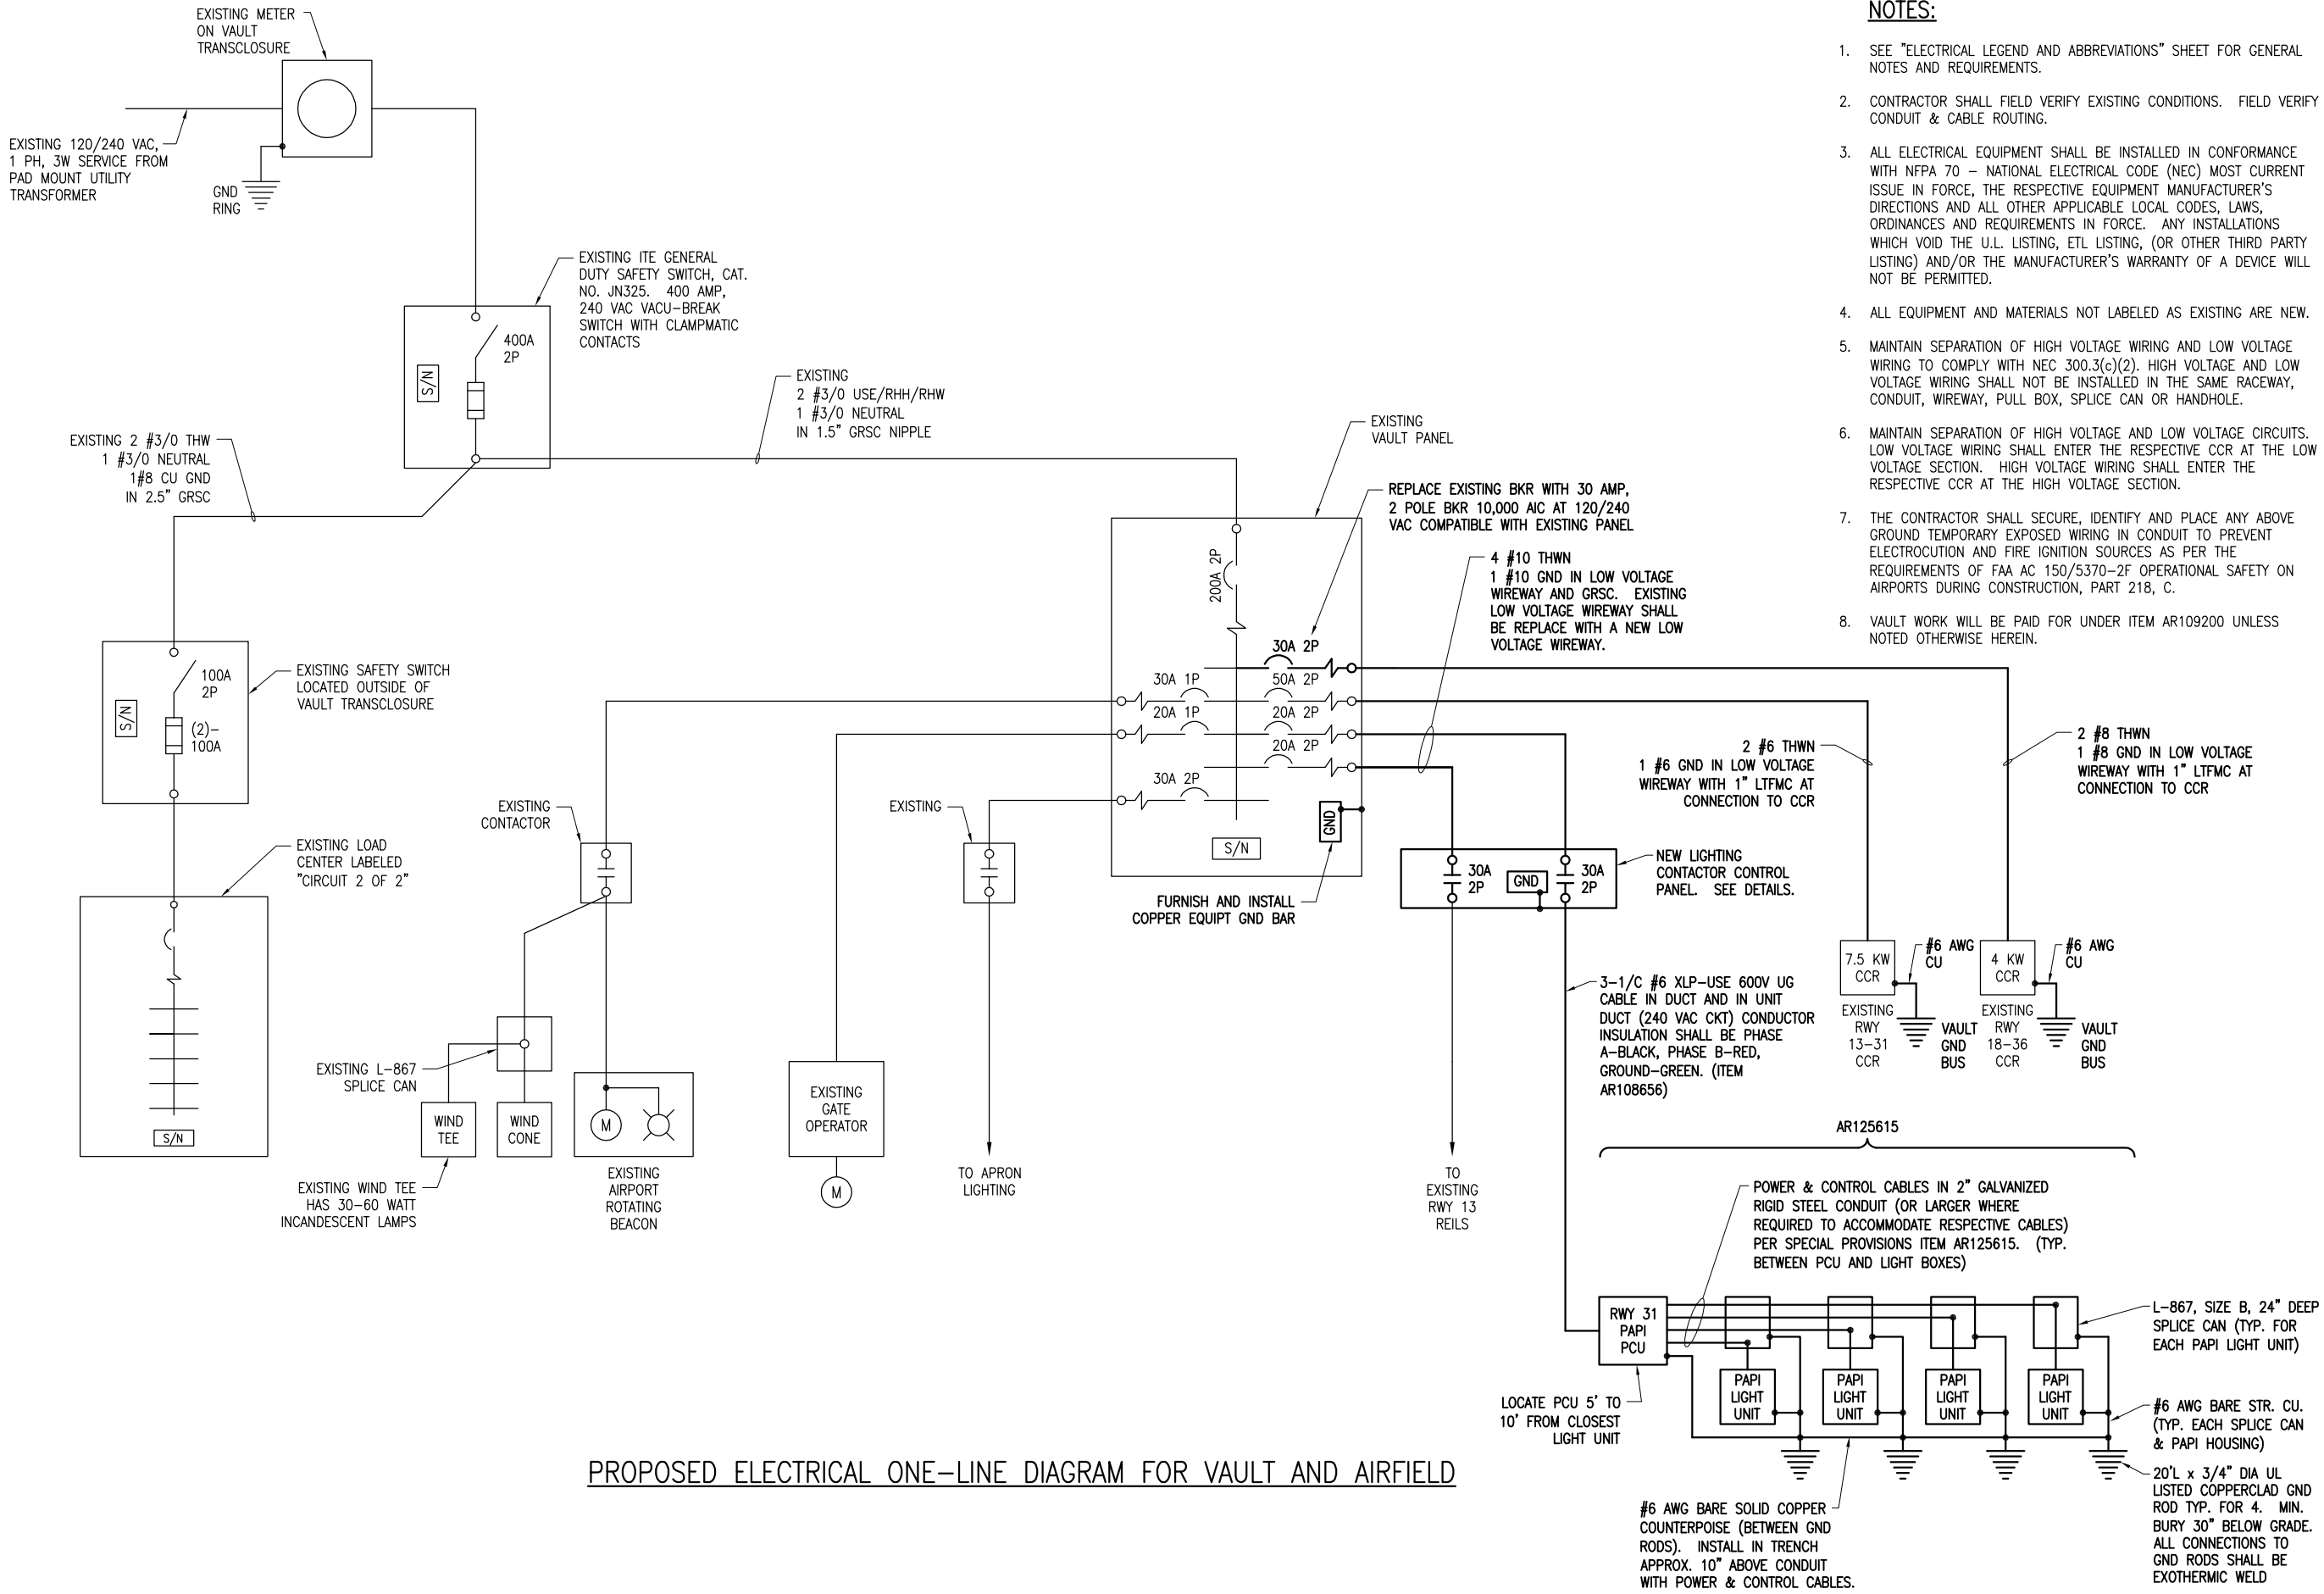 EXISTING METER
ON VAULT
TRANSCLOSURE
EXISTING 120/240 VAC,
1 PH, 3W SERVICE FROM
PAD MOUNT UTILITY
TRANSFORMER
GND
RING
EXISTING ITE GENERAL
DUTY SAFETY SWITCH, CAT.
NO. JN325. 400 AMP,
240 VAC VACU-BREAK
SWITCH WITH CLAMPMATIC
CONTACTS
400A
2P
S/N
EXISTING
2 #3/0 USE/RHH/RHW
1 #3/0 NEUTRAL
IN 1.5" GRSC NIPPLE
EXISTING 2 #3/0 THW
1 #3/0 NEUTRAL
1#8 CU GND
IN 2.5" GRSC
EXISTING
VAULT PANEL
REPLACE EXISTING BKR WITH 30 AMP,
2 POLE BKR 10,000 AIC AT 120/240
VAC COMPATIBLE WITH EXISTING PANEL
4 #10 THWN
1 #10 GND IN LOW VOLTAGE
WIREWAY AND GRSC. EXISTING
LOW VOLTAGE WIREWAY SHALL
BE REPLACE WITH A NEW LOW
VOLTAGE WIREWAY.
200A 2P
30A 2P
30A 1P
50A 2P
20A 1P
20A 2P
20A 2P
30A 2P
GND
S/N
100A
2P
S/N
(2)-
100A
EXISTING SAFETY SWITCH
LOCATED OUTSIDE OF
VAULT TRANSCLOSURE
EXISTING LOAD
CENTER LABELED
"CIRCUIT 2 OF 2"
S/N
EXISTING
CONTACTOR
EXISTING
FURNISH AND INSTALL
COPPER EQUIPT GND BAR
30A
2P
GND
30A
2P
NEW LIGHTING
CONTACTOR CONTROL
PANEL. SEE DETAILS.
2 #6 THWN
1 #6 GND IN LOW VOLTAGE
WIREWAY WITH 1" LTFMC AT
CONNECTION TO CCR
2 #8 THWN
1 #8 GND IN LOW VOLTAGE
WIREWAY WITH 1" LTFMC AT
CONNECTION TO CCR
7.5 KW
CCR
#6 AWG
CU
4 KW
CCR
#6 AWG
CU
EXISTING
RWY
13-31
CCR
VAULT
GND
BUS
EXISTING
RWY
18-36
CCR
VAULT
GND
BUS
3-1/C #6 XLP-USE 600V UG
CABLE IN DUCT AND IN UNIT
DUCT (240 VAC CKT) CONDUCTOR
INSULATION SHALL BE PHASE
A-BLACK, PHASE B-RED,
GROUND-GREEN. (ITEM
AR108656)
EXISTING L-867
SPLICE CAN
WIND
TEE
WIND
CONE
M
EXISTING WIND TEE
HAS 30-60 WATT
INCANDESCENT LAMPS
EXISTING
AIRPORT
ROTATING
BEACON
EXISTING
GATE
OPERATOR
M
TO APRON
LIGHTING
TO
EXISTING
RWY 13
REILS
AR125615
POWER & CONTROL CABLES IN 2" GALVANIZED
RIGID STEEL CONDUIT (OR LARGER WHERE
REQUIRED TO ACCOMMODATE RESPECTIVE CABLES)
PER SPECIAL PROVISIONS ITEM AR125615. (TYP.
BETWEEN PCU AND LIGHT BOXES)
RWY 31
PAPI
PCU
PAPI
LIGHT
UNIT
PAPI
LIGHT
UNIT
PAPI
LIGHT
UNIT
PAPI
LIGHT
UNIT
L-867, SIZE B, 24" DEEP
SPLICE CAN (TYP. FOR
EACH PAPI LIGHT UNIT)
LOCATE PCU 5' TO
10' FROM CLOSEST
LIGHT UNIT
#6 AWG BARE STR. CU.
(TYP. EACH SPLICE CAN
& PAPI HOUSING)
20'L x 3/4" DIA UL
LISTED COPPERCLAD GND
ROD TYP. FOR 4. MIN.
BURY 30" BELOW GRADE.
ALL CONNECTIONS TO
GND RODS SHALL BE
EXOTHERMIC WELD
#6 AWG BARE SOLID COPPER
COUNTERPOISE (BETWEEN GND
RODS). INSTALL IN TRENCH
APPROX. 10" ABOVE CONDUIT
WITH POWER & CONTROL CABLES.
PROPOSED ELECTRICAL ONE-LINE DIAGRAM FOR VAULT AND AIRFIELD
NOTES:
1. SEE "ELECTRICAL LEGEND AND ABBREVIATIONS" SHEET FOR GENERAL
NOTES AND REQUIREMENTS.
2. CONTRACTOR SHALL FIELD VERIFY EXISTING CONDITIONS. FIELD VERIFY
CONDUIT & CABLE ROUTING.
3. ALL ELECTRICAL EQUIPMENT SHALL BE INSTALLED IN CONFORMANCE
WITH NFPA 70 - NATIONAL ELECTRICAL CODE (NEC) MOST CURRENT
ISSUE IN FORCE, THE RESPECTIVE EQUIPMENT MANUFACTURER'S
DIRECTIONS AND ALL OTHER APPLICABLE LOCAL CODES, LAWS,
ORDINANCES AND REQUIREMENTS IN FORCE. ANY INSTALLATIONS
WHICH VOID THE U.L. LISTING, ETL LISTING, (OR OTHER THIRD PARTY
LISTING) AND/OR THE MANUFACTURER'S WARRANTY OF A DEVICE WILL
NOT BE PERMITTED.
4. ALL EQUIPMENT AND MATERIALS NOT LABELED AS EXISTING ARE NEW.
5. MAINTAIN SEPARATION OF HIGH VOLTAGE WIRING AND LOW VOLTAGE
WIRING TO COMPLY WITH NEC 300.3(c)(2). HIGH VOLTAGE AND LOW
VOLTAGE WIRING SHALL NOT BE INSTALLED IN THE SAME RACEWAY,
CONDUIT, WIREWAY, PULL BOX, SPLICE CAN OR HANDHOLE.
6. MAINTAIN SEPARATION OF HIGH VOLTAGE AND LOW VOLTAGE CIRCUITS.
LOW VOLTAGE WIRING SHALL ENTER THE RESPECTIVE CCR AT THE LOW
VOLTAGE SECTION. HIGH VOLTAGE WIRING SHALL ENTER THE
RESPECTIVE CCR AT THE HIGH VOLTAGE SECTION.
7. THE CONTRACTOR SHALL SECURE, IDENTIFY AND PLACE ANY ABOVE
GROUND TEMPORARY EXPOSED WIRING IN CONDUIT TO PREVENT
ELECTROCUTION AND FIRE IGNITION SOURCES AS PER THE
REQUIREMENTS OF FAA AC 150/5370-2F OPERATIONAL SAFETY ON
AIRPORTS DURING CONSTRUCTION, PART 218, C.
8. VAULT WORK WILL BE PAID FOR UNDER ITEM AR109200 UNLESS
NOTED OTHERWISE HEREIN.